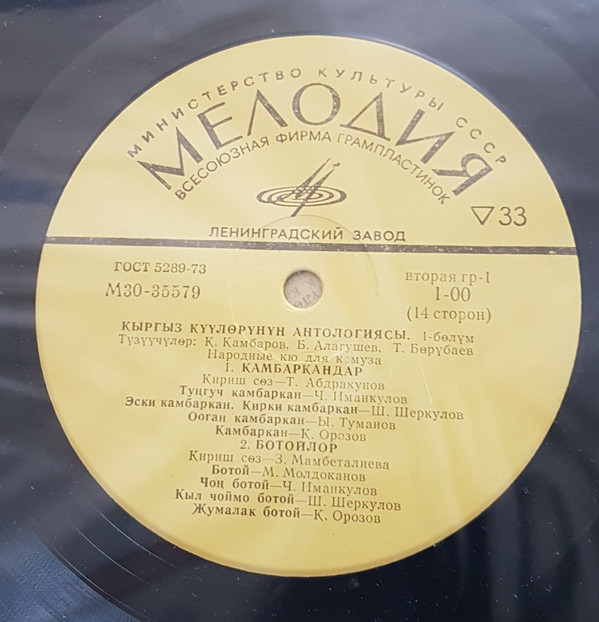 МИНИСТЕРСТВО КУЛЬТУРЫ СССР
МЕЛОДИЯ
ВСЕСОЮЗНАЯ ФИРМА ГРАМПЛАСТИНОК
▽33
ЛЕНИНГРАДСКИЙ ЗАВОД
ГОСТ 5289-73
М30-35579
вторая гр-1
1-00
(14 сторон)
КЫРГЫЗ КҮҮЛӨРҮНҮН АНТОЛОГИЯСЫ. 1-бөлүм
Түзүүчүлөр: К. Камбаров, Б. Алагушев, Т. Бөрүбаев
Народные кю для комуза
1. КАМБАРКАНДАР
Кириш сөз—Т. Абдракунов
Туңгуч камбаркан—Ч. Иманкулов
Эски камбаркан. Кирки камбаркан—Ш. Шеркулов
Ооган камбаркан—Ы. Туманов
Камбаркан—К. Орозов
2. БОТОЙЛОР
Кириш сөз—З. Мамбеталиева
Ботой—М. Молдоканов
Чоң ботой—Ч. Иманкулов
Кыл чоймо ботой—Ш. Шеркулов
Жумалак ботой—К. Орозов